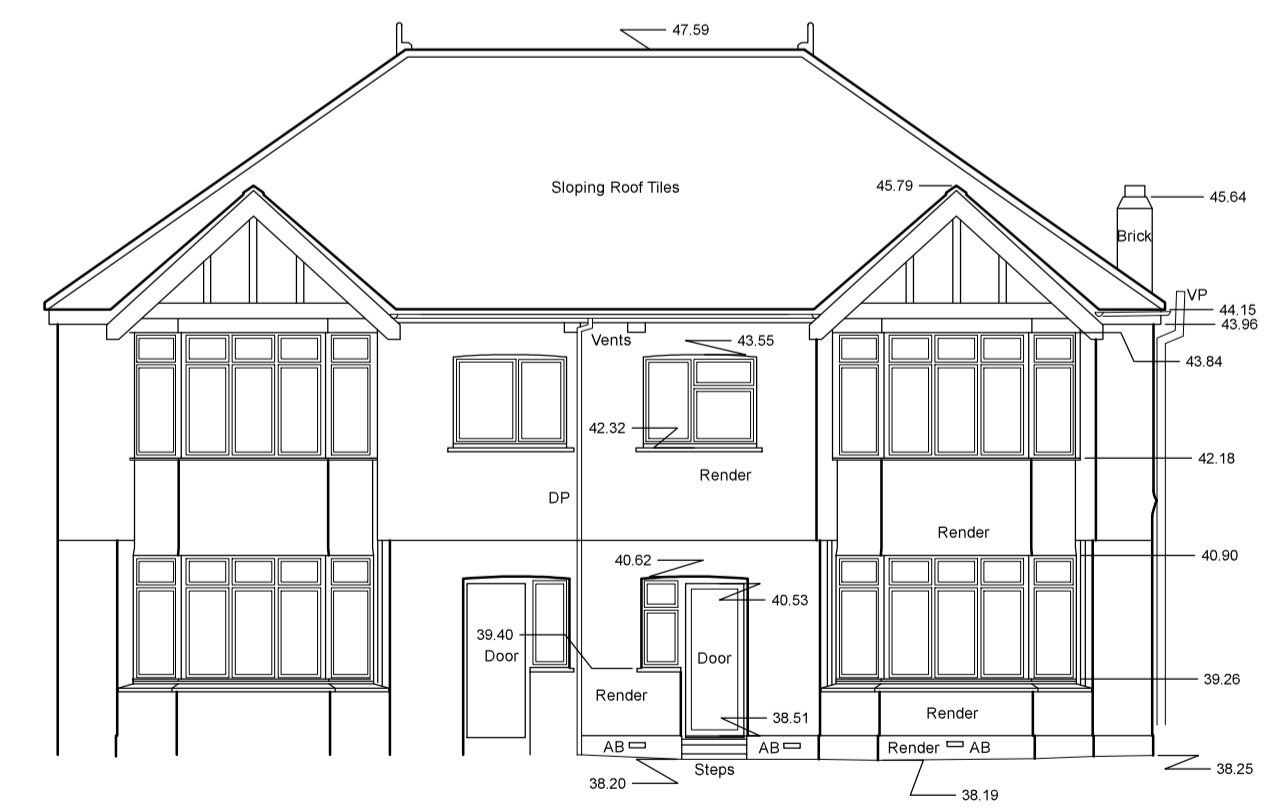 47.59
Sloping Roof Tiles
45.79
45.64
Brick
VP
44.15
43.96
Vents
43.55
43.84
42.32
42.18
Render
DP
Render
40.90
40.62
40.53
39.40
Door
Door
39.26
Render
Render
38.51
AB
AB
Render
AB
Steps
38.25
38.20
38.19